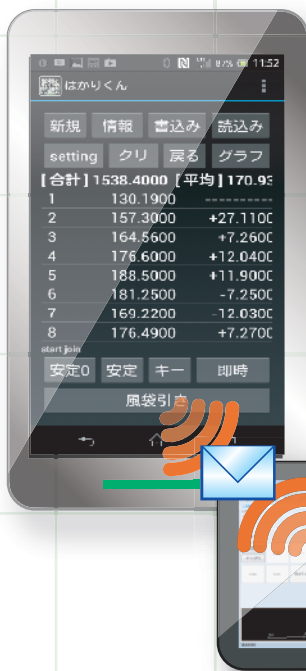 87% 11:52
はかりくん
新規 情報 書込み 読込み
setting クリ 戻る グラフ
[合計]1538.4000 [平均]170.93
1 130.1900 ---------
2 157.3000 +27.1100
3 164.5600 +7.2600
4 176.6000 +12.0400
5 188.5000 +11.9000
6 181.2500 -7.2500
7 169.2200 -12.0300
8 176.4900 +7.2700
start join
安定0 安定 キー 即時
風袋引き